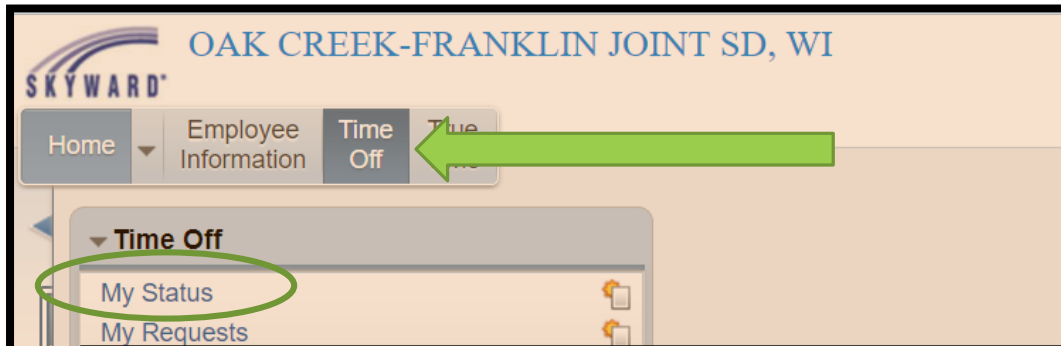 OAK CREEK-FRANKLIN JOINT SD, WI
SKYWARD
Home
Employee
Information
Time
Off
Time Off
My Status
My Requests